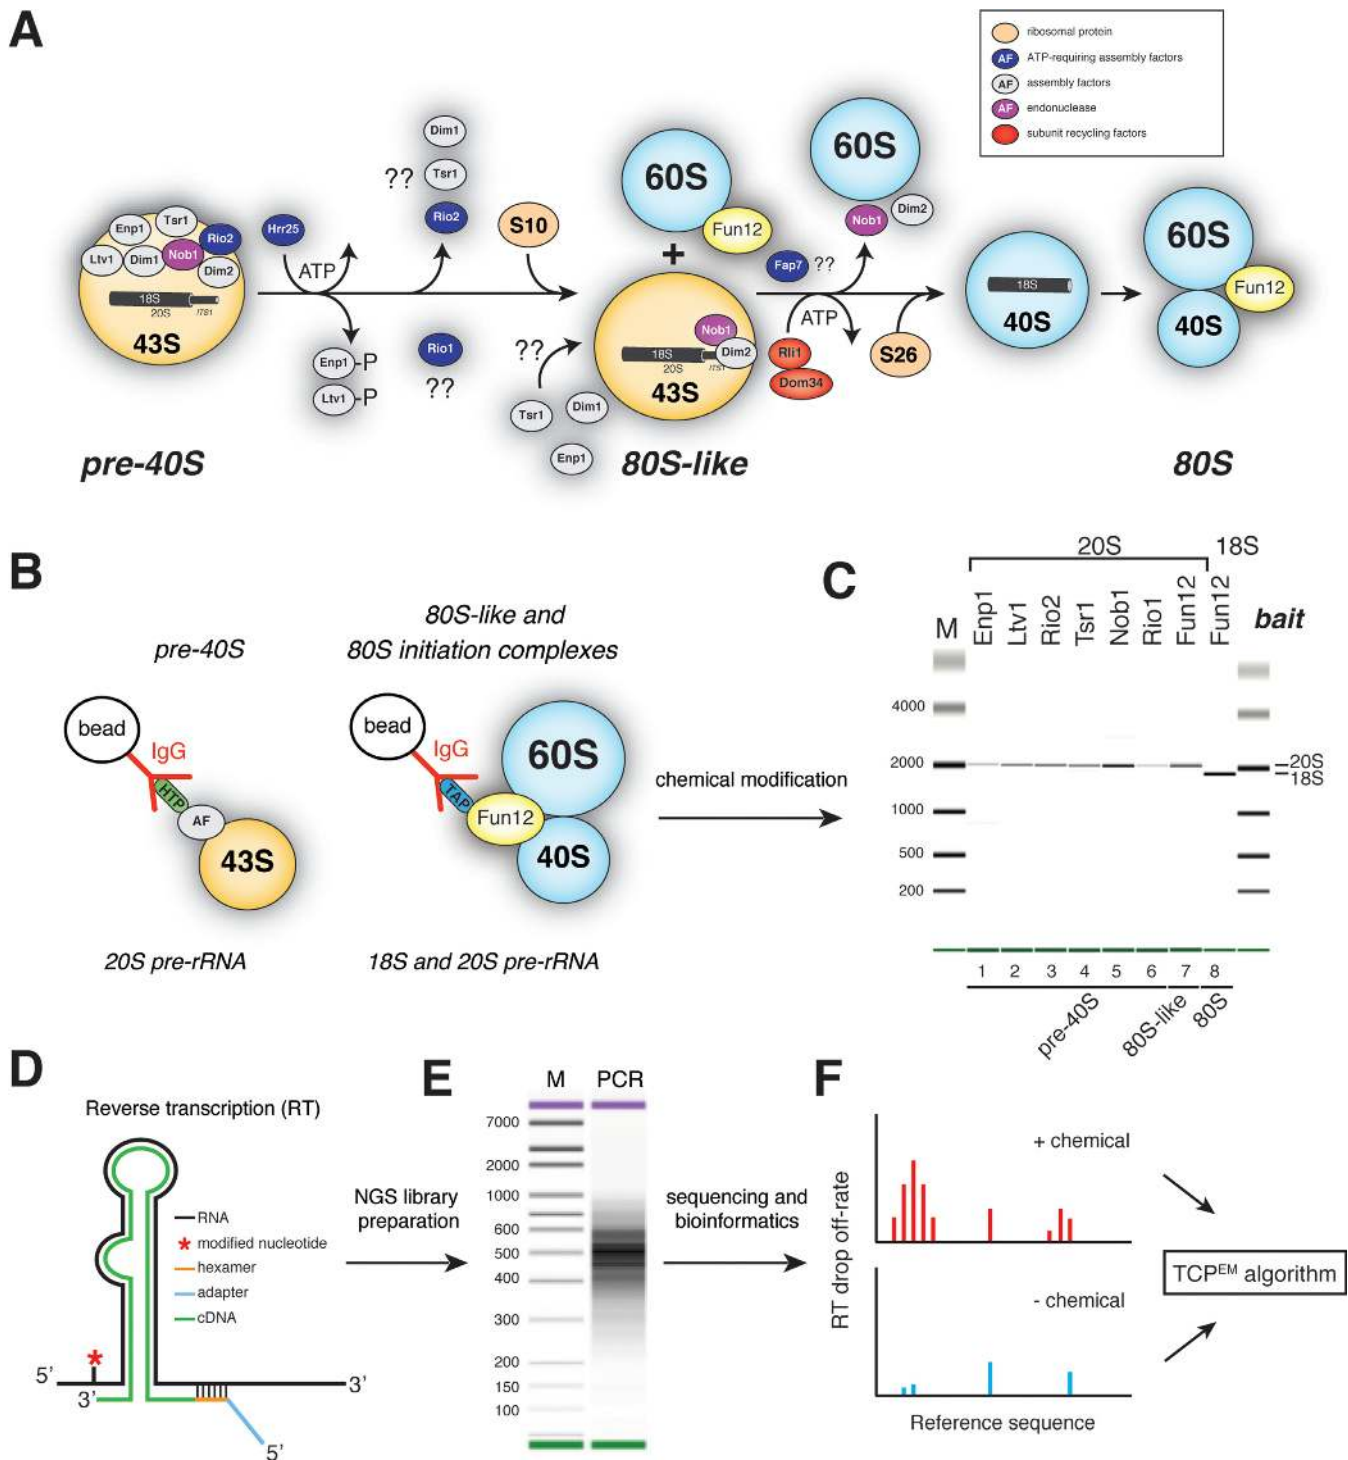 A
ribosomal protein
AF ATP-requiring assembly factors
AF assembly factors
AF endonuclease
subunit recycling factors
Dim1
Tsr1
??
Rio2
Enp1
Tsr1
Rio2
Ltv1
Dim1
Nob1
Dim2
18S
20S
ITS1
43S
Hrr25
ATP
Enp1-P
Ltv1-P
Rio1
??
S10
??
Tsr1
Dim1
Enp1
60S
Fun12
+
Nob1
Dim2
18S
20S
ITS1
43S
Fap7 ??
ATP
Rli1
Dom34
60S
Nob1
Dim2
S26
18S
40S
60S
Fun12
40S
pre-40S
80S-like
80S
B
pre-40S
80S-like and
80S initiation complexes
bead
IgG
HTP
AF
43S
20S pre-rRNA
bead
IgG
TAP
Fun12
60S
40S
18S and 20S pre-rRNA
chemical modification
C
20S 18S
M Enp1 Ltv1 Rio2 Tsr1 Nob1 Rio1 Fun12 Fun12 bait
4000
2000
1000
500
200
20S
18S
1 2 3 4 5 6 7 8
pre-40S
80S-like
80S
D
Reverse transcription (RT)
RNA
* modified nucleotide
hexamer
adapter
cDNA
*
5'
3'
3'
5'
NGS library
preparation
E
M PCR
7000
2000
1000
600
500
400
300
200
150
100
sequencing and
bioinformatics
F
RT drop off-rate
+ chemical
- chemical
Reference sequence
TCPEM algorithm